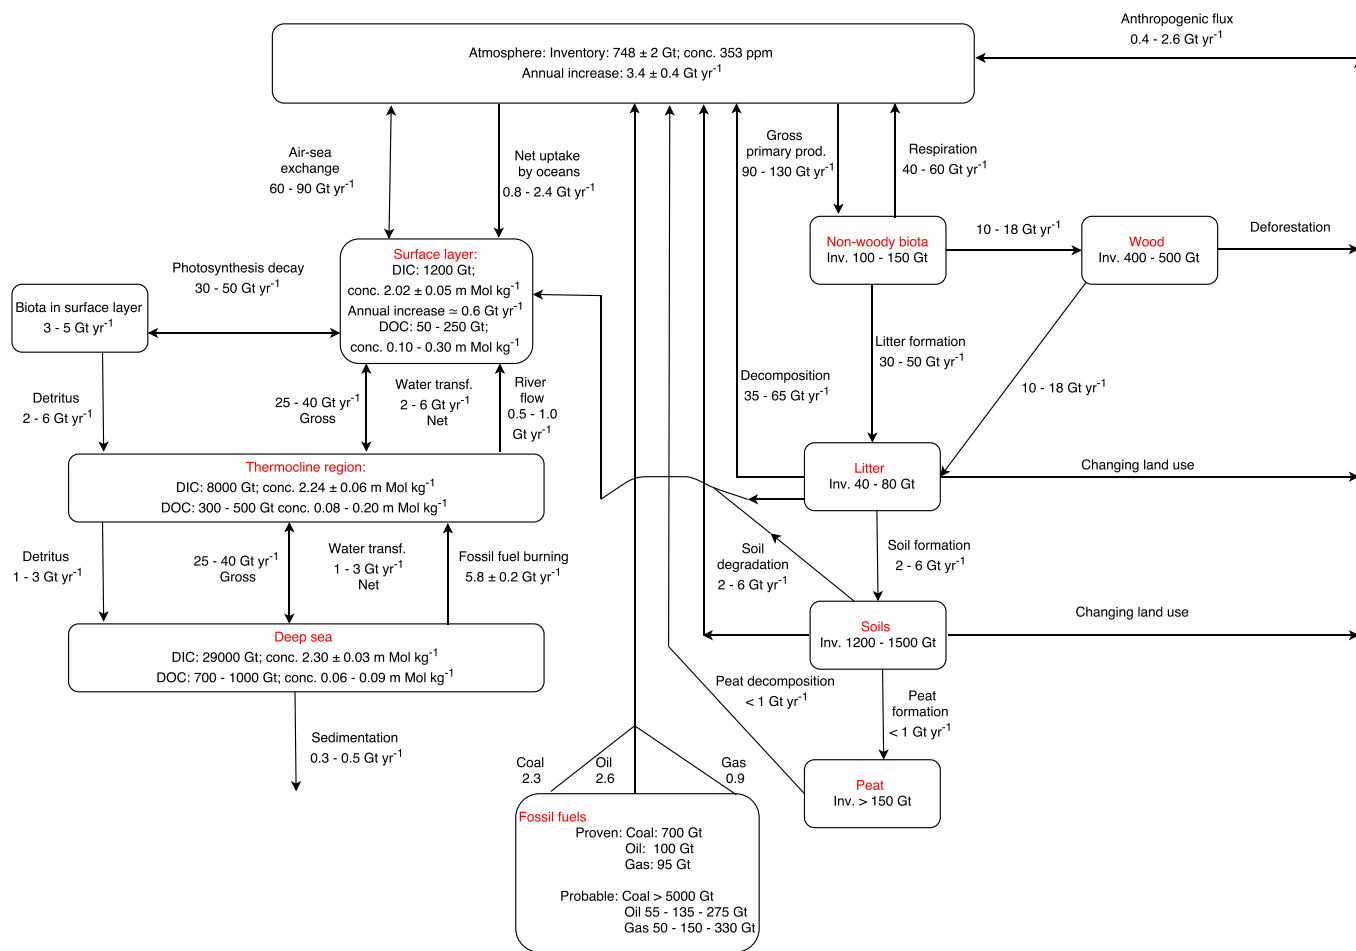 Anthropogenic flux
0.4 - 2.6 Gt yr-1
Atmosphere: Inventory: 748 ± 2 Gt; conc. 353 ppm
Annual increase: 3.4 ± 0.4 Gt yr-1
Air-sea
exchange
60 - 90 Gt yr-1
Net uptake
by oceans
0.8 - 2.4 Gt yr-1
Gross
primary prod.
90 - 130 Gt yr-1
Respiration
40 - 60 Gt yr-1
Non-woody biota
Inv. 100 - 150 Gt
10 - 18 Gt yr-1
Wood
Inv. 400 - 500 Gt
Deforestation
Surface layer:
DIC: 1200 Gt;
conc. 2.02 ± 0.05 m Mol kg-1
Annual increase ≃ 0.6 Gt yr-1
DOC: 50 - 250 Gt;
conc. 0.10 - 0.30 m Mol kg-1
Photosynthesis decay
30 - 50 Gt yr-1
Biota in surface layer
3 - 5 Gt yr-1
Litter formation
30 - 50 Gt yr-1
Decomposition
35 - 65 Gt yr-1
10 - 18 Gt yr-1
Detritus
2 - 6 Gt yr-1
25 - 40 Gt yr-1
Gross
Water transf.
2 - 6 Gt yr-1
Net
River
flow
0.5 - 1.0
Gt yr-1
Thermocline region:
DIC: 8000 Gt; conc. 2.24 ± 0.06 m Mol kg-1
DOC: 300 - 500 Gt conc. 0.08 - 0.20 m Mol kg-1
Litter
Inv. 40 - 80 Gt
Changing land use
Detritus
1 - 3 Gt yr-1
25 - 40 Gt yr-1
Gross
Water transf.
1 - 3 Gt yr-1
Net
Fossil fuel burning
5.8 ± 0.2 Gt yr-1
Soil
degradation
2 - 6 Gt yr-1
Soil formation
2 - 6 Gt yr-1
Deep sea
DIC: 29000 Gt; conc. 2.30 ± 0.03 m Mol kg-1
DOC: 700 - 1000 Gt; conc. 0.06 - 0.09 m Mol kg-1
Soils
Inv. 1200 - 1500 Gt
Changing land use
Peat decomposition
< 1 Gt yr-1
Peat
formation
< 1 Gt yr-1
Sedimentation
0.3 - 0.5 Gt yr-1
Coal
2.3
Oil
2.6
Gas
0.9
Peat
Inv. > 150 Gt
Fossil fuels
Proven: Coal: 700 Gt
Oil: 100 Gt
Gas: 95 Gt
Probable: Coal > 5000 Gt
Oil 55 - 135 - 275 Gt
Gas 50 - 150 - 330 Gt